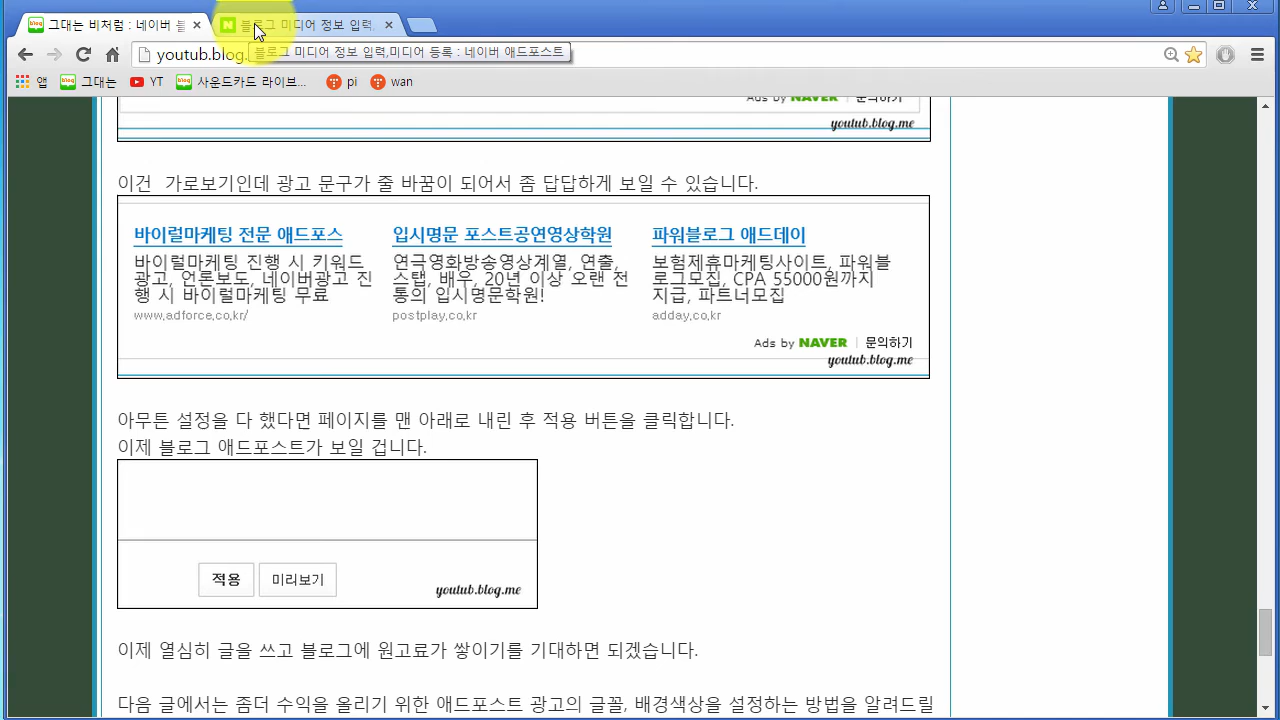 그대는 비처럼 : 네이버 블
블로그 미디어 정보 입력,
youtub.blog.
블로그 미디어 정보 입력,미디어 등록 : 네이버 애드포스트
앱
그대는
YT
사운드카드 라이브...
pi
wan
Ads by NAVER | 문의하기
youtub.blog.me
이건 가로보기인데 광고 문구가 줄 바꿈이 되어서 좀 답답하게 보일 수 있습니다.
바이럴마케팅 전문 애드포스
바이럴마케팅 진행 시 키워드
광고, 언론보도, 네이버광고 진
행 시 바이럴마케팅 무료
www.adforce.co.kr/
입시명문 포스트공연영상학원
연극영화방송영상계열, 연출,
스탭, 배우, 20년 이상 오랜 전
통의 입시명문학원!
postplay.co.kr
파워블로그 애드데이
보험제휴마케팅사이트, 파워블
로그모집, CPA 55000원까지
지급, 파트너모집
adday.co.kr
Ads by NAVER | 문의하기
youtub.blog.me
아무튼 설정을 다 했다면 페이지를 맨 아래로 내린 후 적용 버튼을 클릭합니다.
이제 블로그 애드포스트가 보일 겁니다.
적용 미리보기
youtub.blog.me
이제 열심히 글을 쓰고 블로그에 원고료가 쌓이기를 기대하면 되겠습니다.
다음 글에서는 좀더 수익을 올리기 위한 애드포스트 광고의 글꼴, 배경색상을 설정하는 방법을 알려드릴